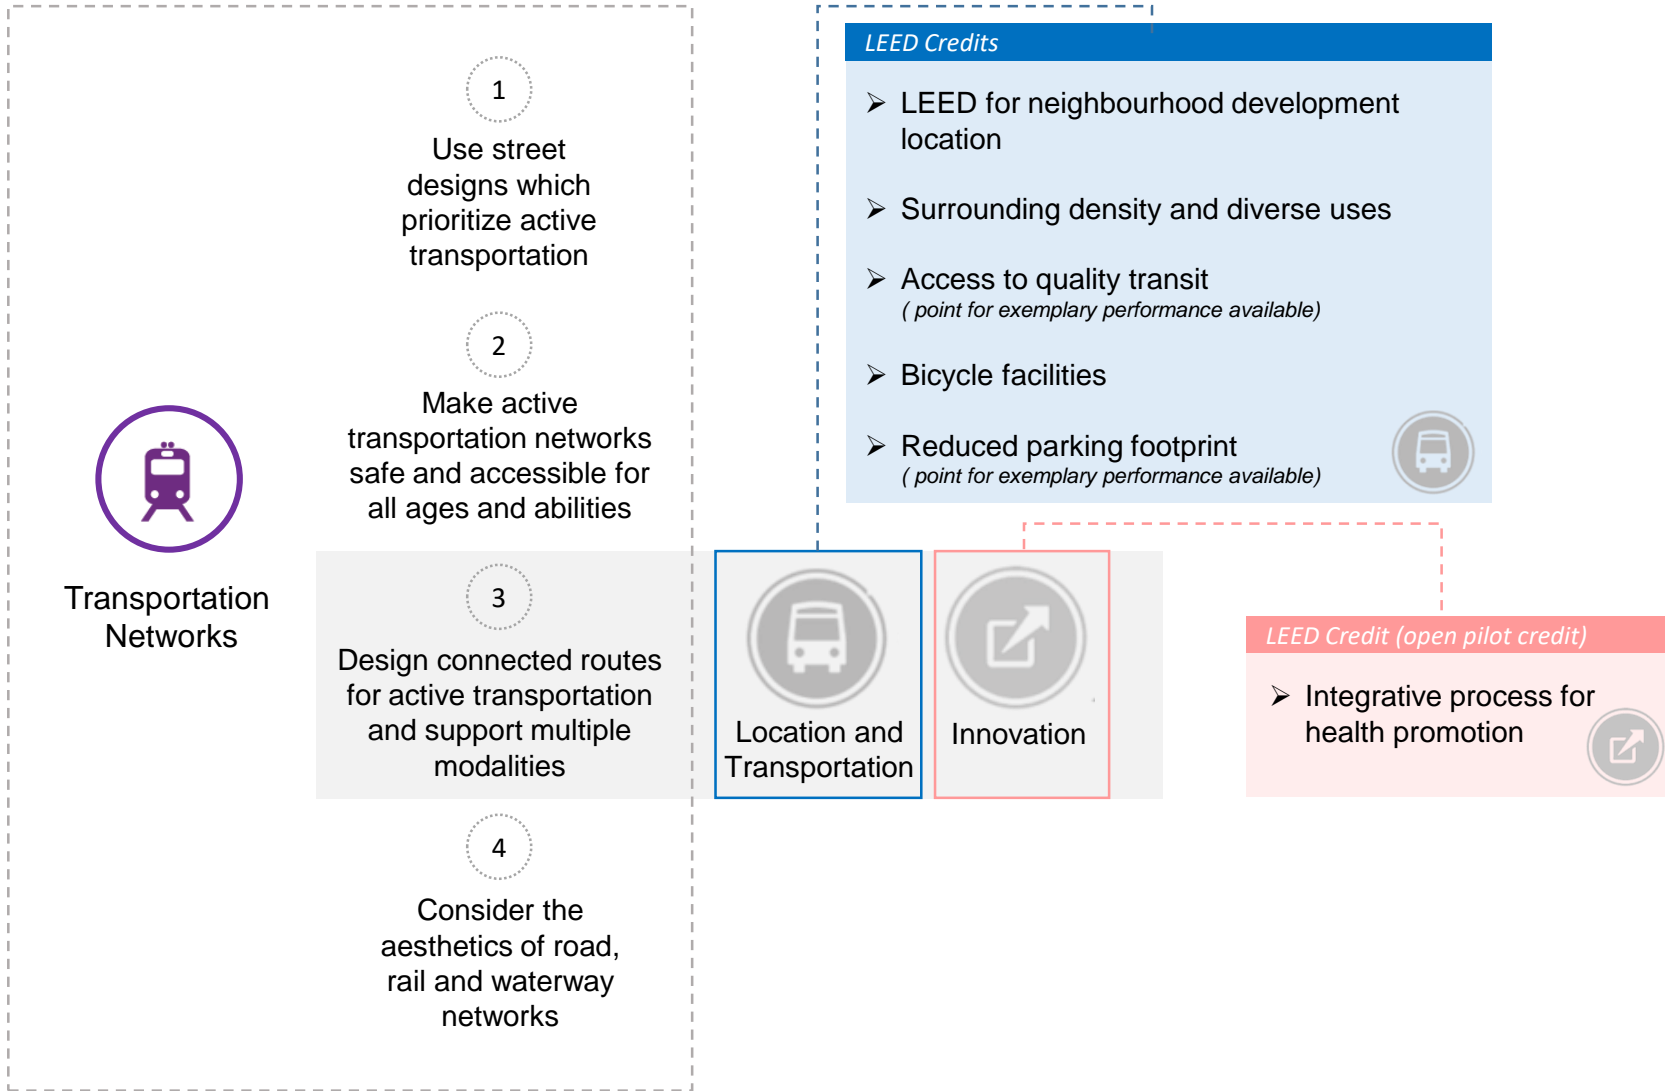 Transportation
Networks
1
Use street
designs which
prioritize active
transportation
2
Make active
transportation networks
safe and accessible for
all ages and abilities
3
Design connected routes
for active transportation
and support multiple
modalities
4
Consider the
aesthetics of road,
rail and waterway
networks
Location and
Transportation
Innovation
LEED Credits
➢ LEED for neighbourhood development
location
➢ Surrounding density and diverse uses
➢ Access to quality transit
( point for exemplary performance available)
➢ Bicycle facilities
➢ Reduced parking footprint
( point for exemplary performance available)
LEED Credit (open pilot credit)
➢ Integrative process for
health promotion